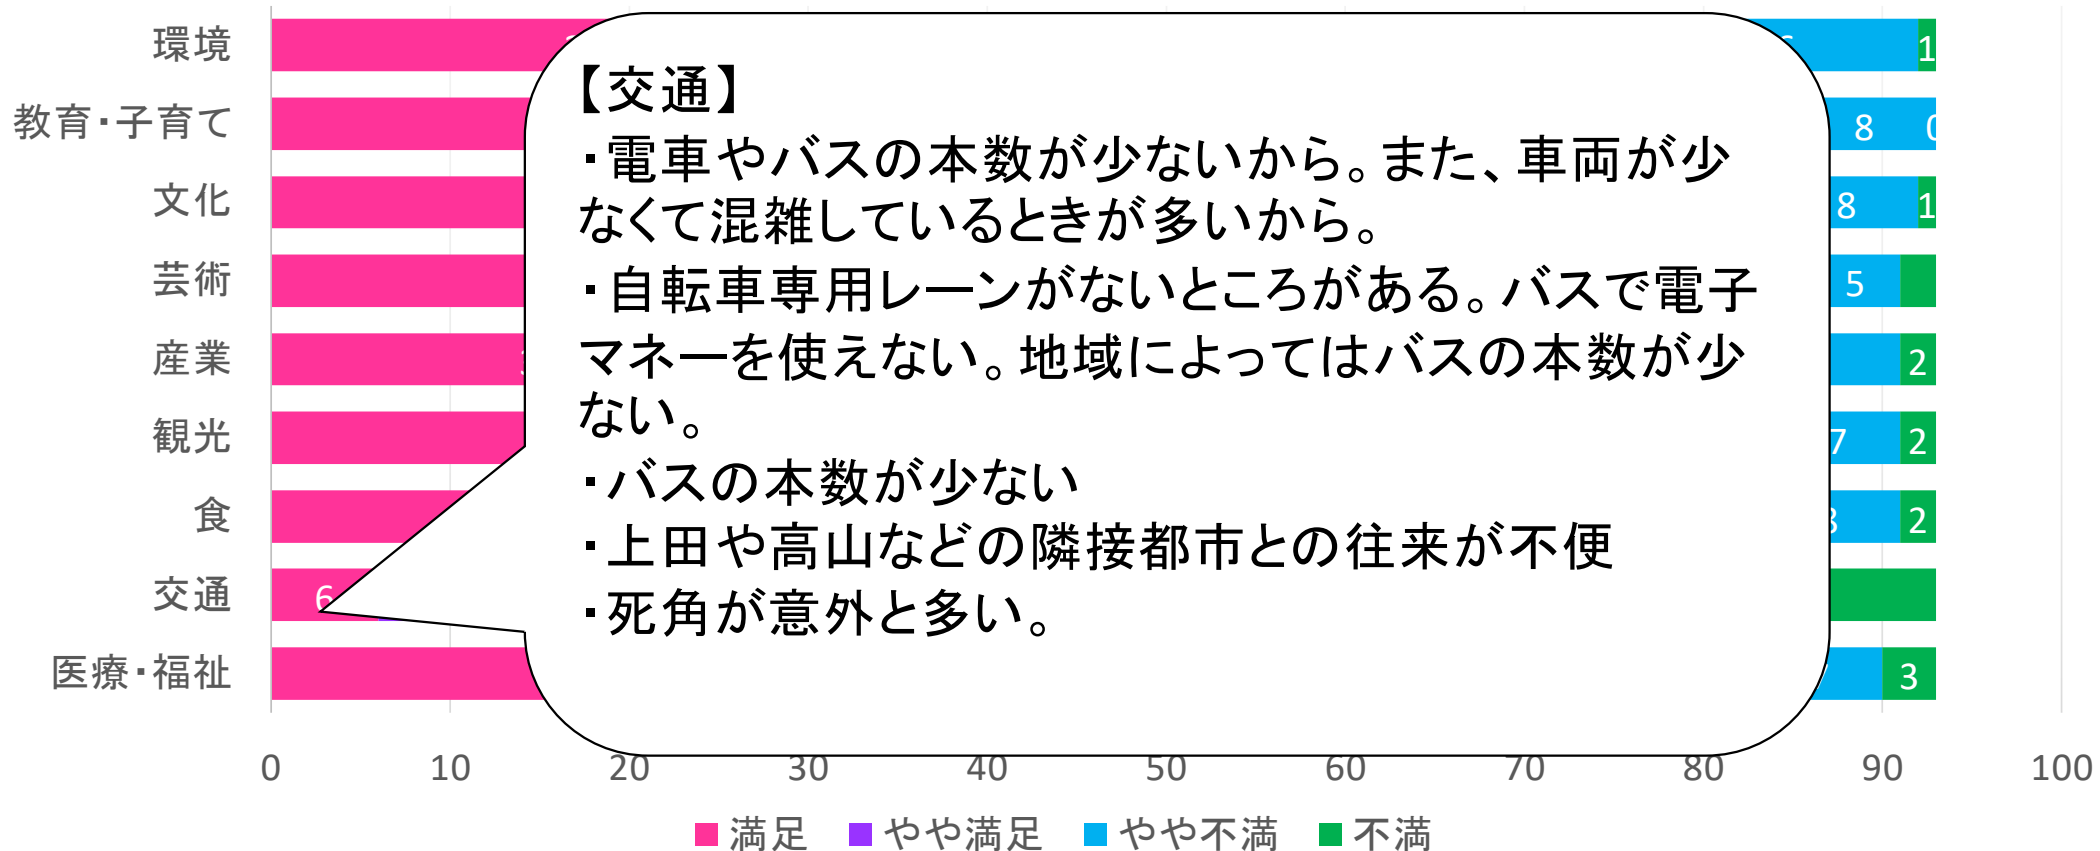 環境
1
教育・子育て
8
文化
8 1
芸術
5
産業
2
観光
7 2
食
2
交通
6
医療・福祉
3
【交通】
・電車やバスの本数が少ないから。また、車両が少
なくて混雑しているときが多いから。
・自転車専用レーンがないところがある。バスで電子
マネーを使えない。地域によってはバスの本数が少
ない。
・バスの本数が少ない
・上田や高山などの隣接都市との往来が不便
・死角が意外と多い。
0 10 20 30 40 50 60 70 80 90 100
満足 やや満足 やや不満 不満